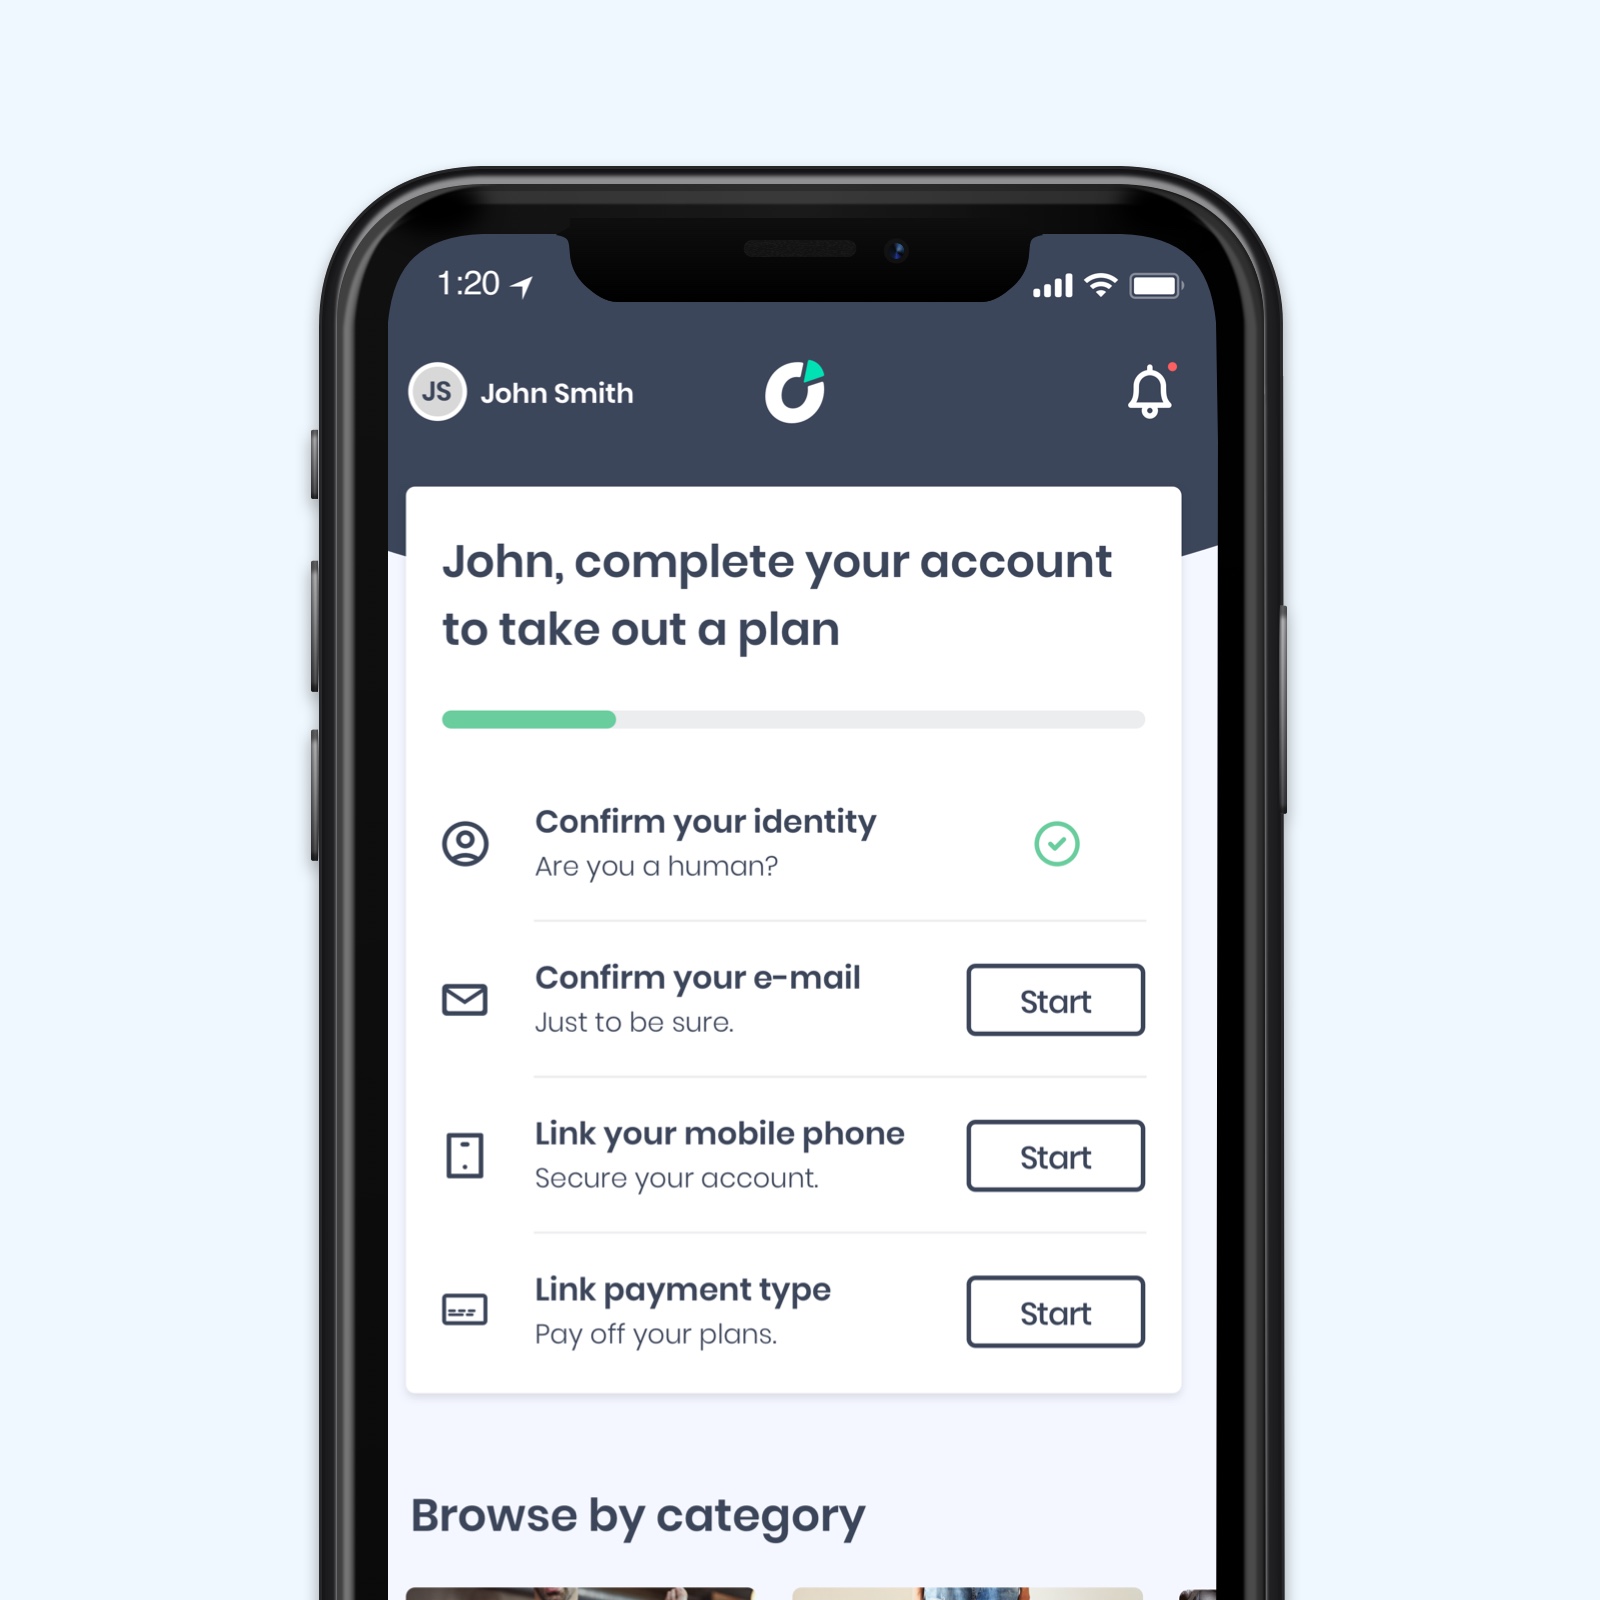 1:20
JS John Smith
John, complete your account
to take out a plan
Confirm your identity
Are you a human?
Confirm your e-mail
Just to be sure.
Start
Link your mobile phone
Secure your account.
Start
Link payment type
Pay off your plans.
Start
Browse by category